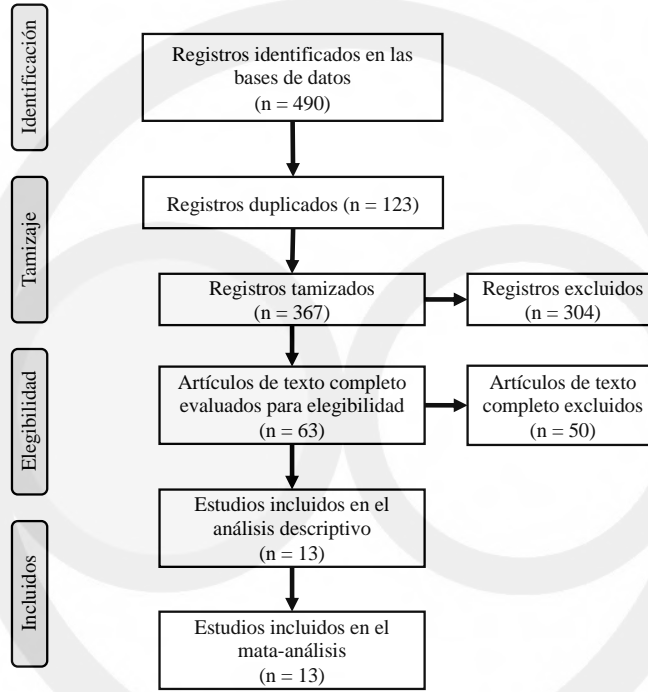 Identificación
Registros identificados en las
bases de datos
(n = 490)
Tamizaje
Registros duplicados (n = 123)
Registros tamizados
(n = 367)
Registros excluidos
(n = 304)
Elegibilidad
Artículos de texto completo
evaluados para elegibilidad
(n = 63)
Artículos de texto
completo excluidos
(n = 50)
Incluidos
Estudios incluidos en el
análisis descriptivo
(n = 13)
Estudios incluidos en el
mata-análisis
(n = 13)